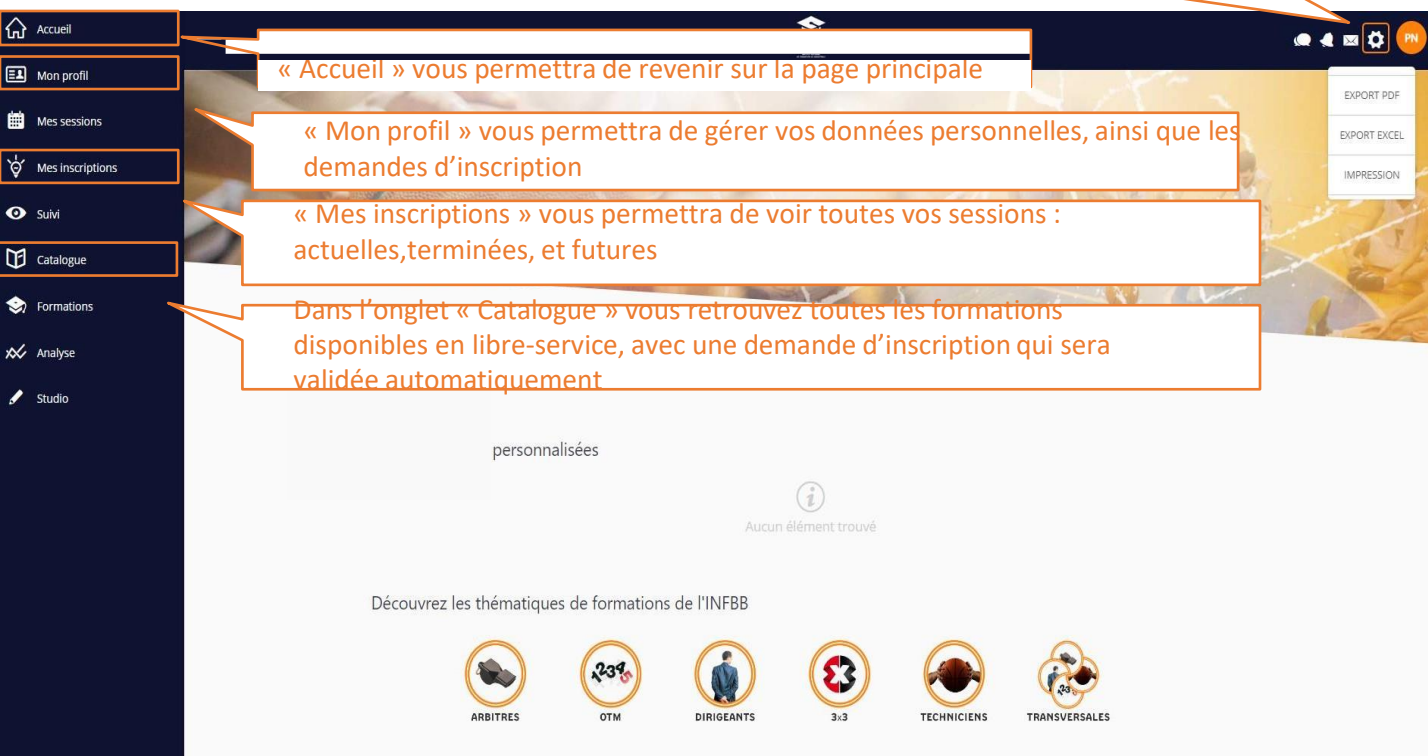 Accueil
Mon profil
Mes sessions
Mes inscriptions
Suivi
Catalogue
Formations
Analyse
Studio
PN
EXPORT PDF
EXPORT EXCEL
IMPRESSION
« Accueil » vous permettra de revenir sur la page principale
« Mon profil » vous permettra de gérer vos données personnelles, ainsi que les
demandes d’inscription
« Mes inscriptions » vous permettra de voir toutes vos sessions :
actuelles,terminées, et futures
Dans l’onglet « Catalogue » vous retrouvez toutes les formations
disponibles en libre-service, avec une demande d’inscription qui sera
validée automatiquement
personnalisées
Aucun élément trouvé
Découvrez les thématiques de formations de l'INFBB
ARBITRES
OTM
DIRIGEANTS
3x3
TECHNICIENS
TRANSVERSALES